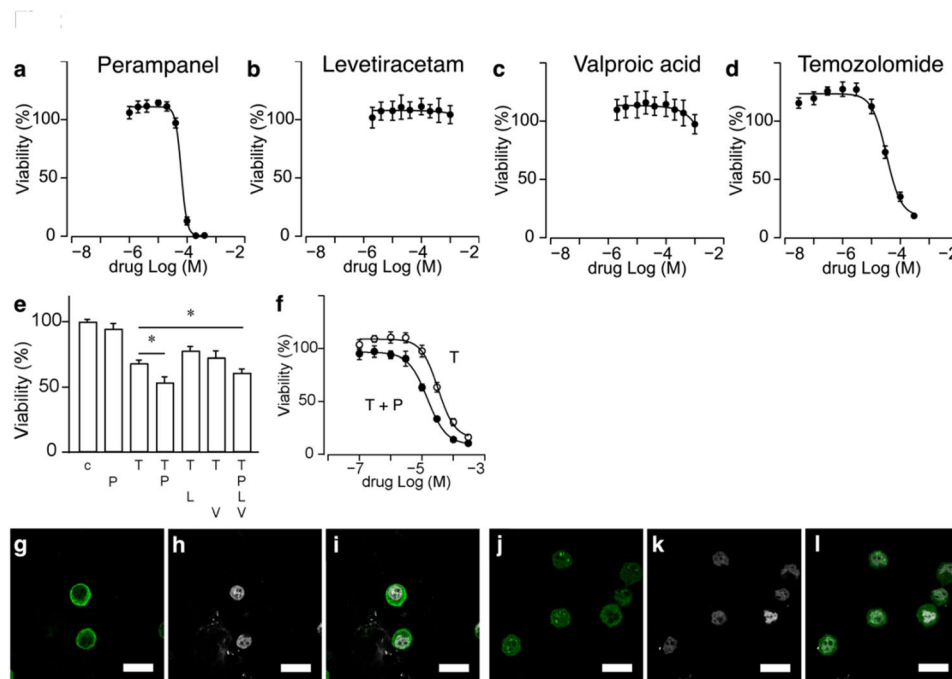 a Perampanel
Viability (%)
100
50
0
−8 −6 −4 −2
drug Log (M)
b Levetiracetam
Viability (%)
100
50
0
−8 −6 −4 −2
drug Log (M)
c Valproic acid
Viability (%)
100
50
0
−8 −6 −4 −2
drug Log (M)
d Temozolomide
Viability (%)
100
50
0
−8 −6 −4 −2
drug Log (M)
e
Viability (%)
100
50
0
*
*
c T T T T T
P P P
L L
V V
f
Viability (%)
100
50
0
T
T + P
−7 −5 −3
drug Log (M)
g h i j k l